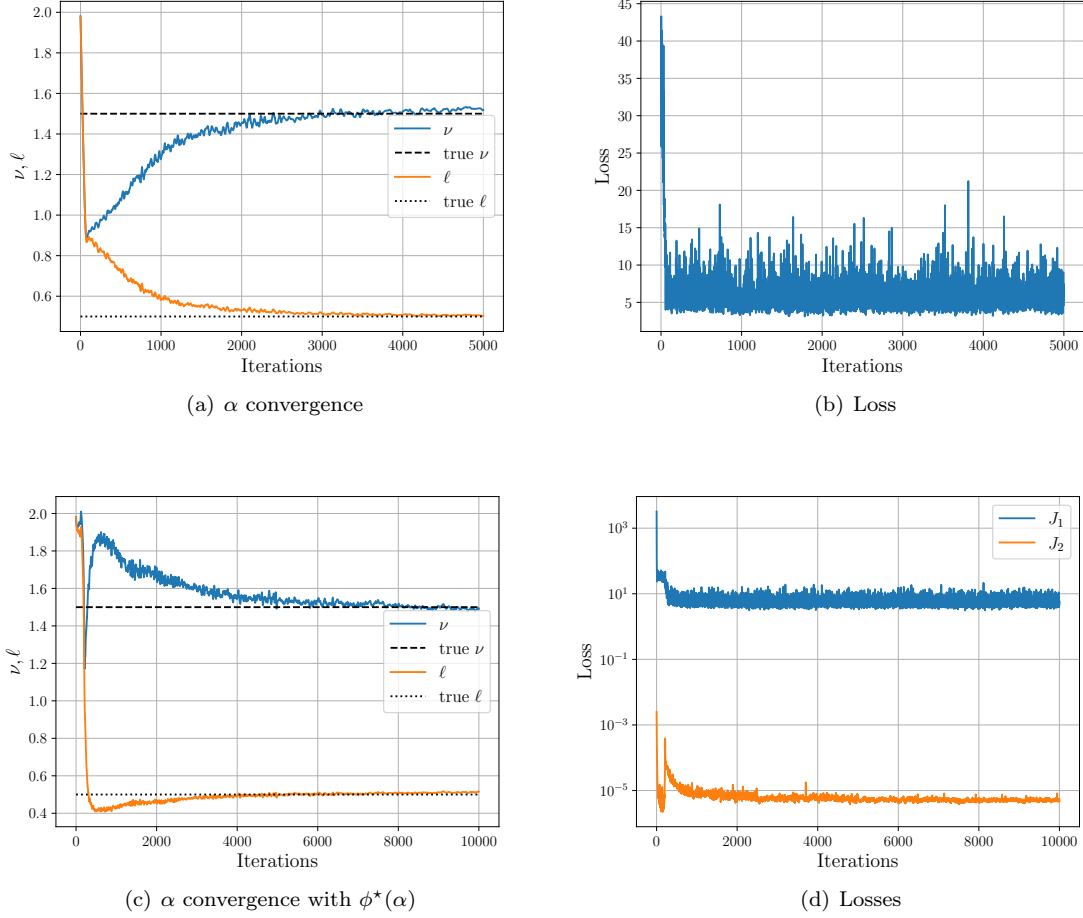 2.0
1.8
1.6
1.4
1.2
1.0
0.8
0.6
ν, ℓ
ν
true ν
ℓ
true ℓ
0 1000 2000 3000 4000 5000
Iterations
(a) α convergence
45
40
35
30
25
20
15
10
5
Loss
0 1000 2000 3000 4000 5000
Iterations
(b) Loss
2.0
1.8
1.6
1.4
1.2
1.0
0.8
0.6
0.4
ν, ℓ
ν
true ν
ℓ
true ℓ
0 2000 4000 6000 8000 10000
Iterations
(c) α convergence with ϕ⋆(α)
10³
10¹
10⁻¹
10⁻³
10⁻⁵
Loss
J₁
J₂
0 2000 4000 6000 8000 10000
Iterations
(d) Losses